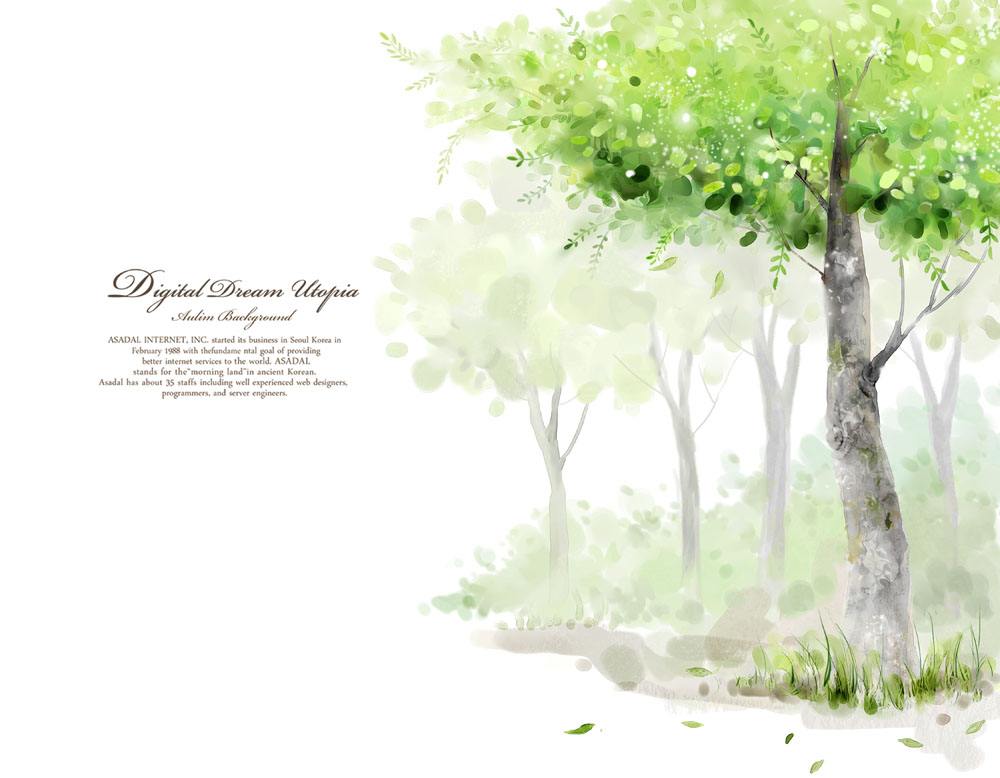 Digital Dream Utopia
Aulim Background
ASADAL INTERNET, INC. started its business in Seoul Korea in
February 1988 with thefundame ntal goal of providing
better internet services to the world. ASADAL
stands for the"morning land"in ancient Korean.
Asadal has about 35 staffs including well experienced web designers,
programmers, and server engineers.